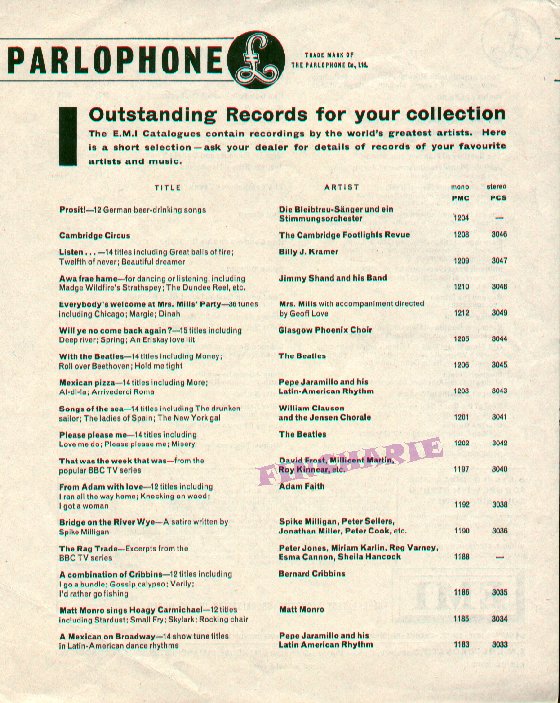 PARLOPHONE
TRADE MARK OF
THE PARLOPHONE Co., Ltd.
Outstanding Records for your collection
The E.M.I Catalogues contain recordings by the world's greatest artists. Here
is a short selection—ask your dealer for details of records of your favourite
artists and music.
TITLE ARTIST mono stereo
PMC PCS
Prosit!—12 German beer-drinking songs Die Bleibtreu-Sänger und ein
Stimmungsorchester 1204 —
Cambridge Circus The Cambridge Footlights Revue 1208 3046
Listen . . .—14 titles including Great balls of fire; Billy J. Kramer
Twelfth of never; Beautiful dreamer 1209 3047
Awa frae hame—for dancing or listening, including Jimmy Shand and his Band
Madge Wildfire's Strathspey; The Dundee Reel, etc. 1210 3048
Everybody's welcome at Mrs. Mills' Party—36 tunes Mrs. Mills with accompaniment directed
including Chicago; Margie; Dinah by Geoff Love 1212 3049
Will ye no come back again?—15 titles including Glasgow Phoenix Choir
Deep river; Spring; An Eriskay love lilt 1205 3044
With the Beatles—14 titles including Money; The Beatles
Roll over Beethoven; Hold me tight 1206 3045
Mexican pizza—14 titles including More; Pepe Jaramillo and his
Al-di-la; Arrivederci Roma Latin-American Rhythm 1203 3043
Songs of the sea—14 titles including The drunken William Clauson
sailor; The ladies of Spain; The New York gal and the Jensen Chorale 1201 3041
Please please me—14 titles including The Beatles
Love me do; Please please me; Misery 1202 3042
That was the week that was—from the David Frost, Millicent Martin,
popular BBC TV series Roy Kinnear, etc. 1197 3040
FINSHARIE
From Adam with love—12 titles including Adam Faith
I ran all the way home; Knocking on wood;
I got a woman 1192 3038
Bridge on the River Wye—A satire written by Spike Milligan, Peter Sellers,
Spike Milligan Jonathan Miller, Peter Cook, etc. 1190 3036
The Rag Trade—Excerpts from the Peter Jones, Miriam Karlin, Reg Varney,
BBC TV series Esma Cannon, Sheila Hancock 1188 —
A combination of Cribbins—12 titles including Bernard Cribbins
I go a bundle; Gossip calypso; Verily;
I'd rather go fishing 1186 3035
Matt Monro sings Hoagy Carmichael—12 titles Matt Monro
including Stardust; Small Fry; Skylark; Rocking chair 1185 3034
A Mexican on Broadway—14 show tune titles Pepe Jaramillo and his
in Latin-American dance rhythms Latin American Rhythm 1183 3033